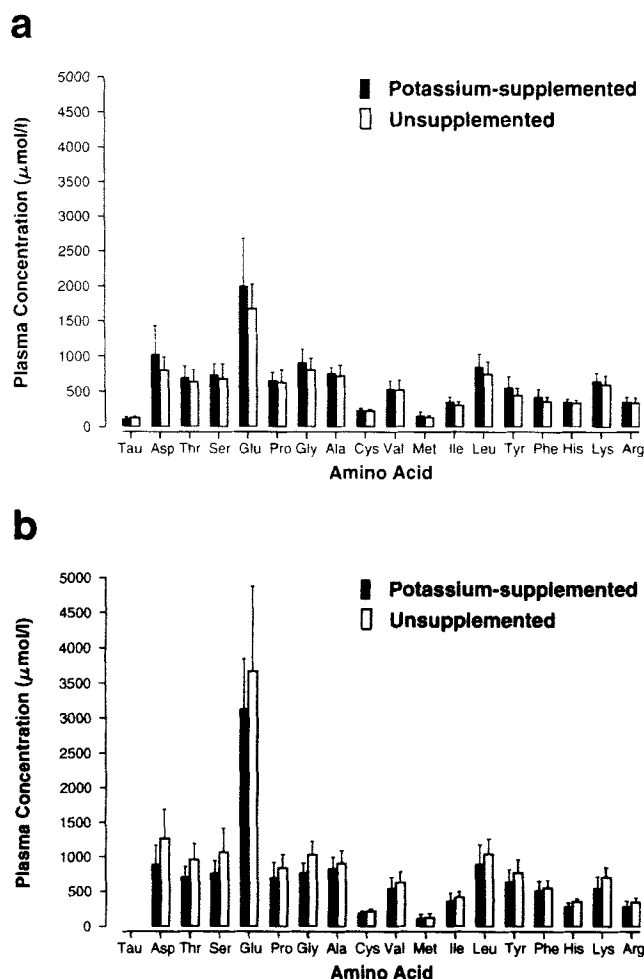 a
Potassium-supplemented
Unsupplemented
Plasma Concentration (μmol/l)
5000
4500
4000
3500
3000
2500
2000
1500
1000
500
0
Tau Asp Thr Ser Glu Pro Gly Ala Cys Val Met Ile Leu Tyr Phe His Lys Arg
Amino Acid
b
Potassium-supplemented
Unsupplemented
Plasma Concentration (μmol/l)
5000
4500
4000
3500
3000
2500
2000
1500
1000
500
0
Tau Asp Thr Ser Glu Pro Gly Ala Cys Val Met Ile Leu Tyr Phe His Lys Arg
Amino Acid